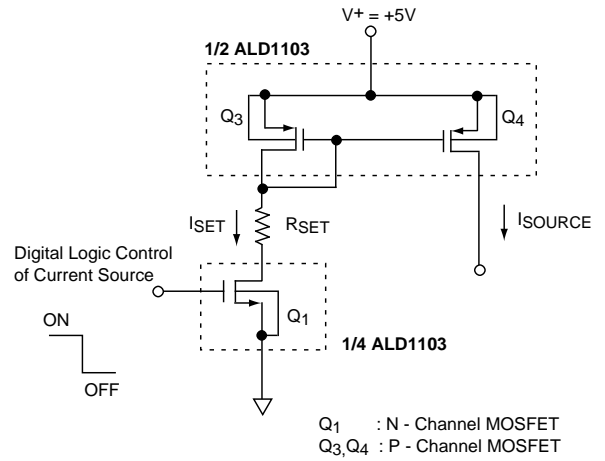 V+ = +5V
1/2 ALD1103
Q3
Q4
ISET
RSET
ISOURCE
Digital Logic Control
of Current Source
ON
OFF
Q1
1/4 ALD1103
Q1 : N - Channel MOSFET
Q3,Q4 : P - Channel MOSFET